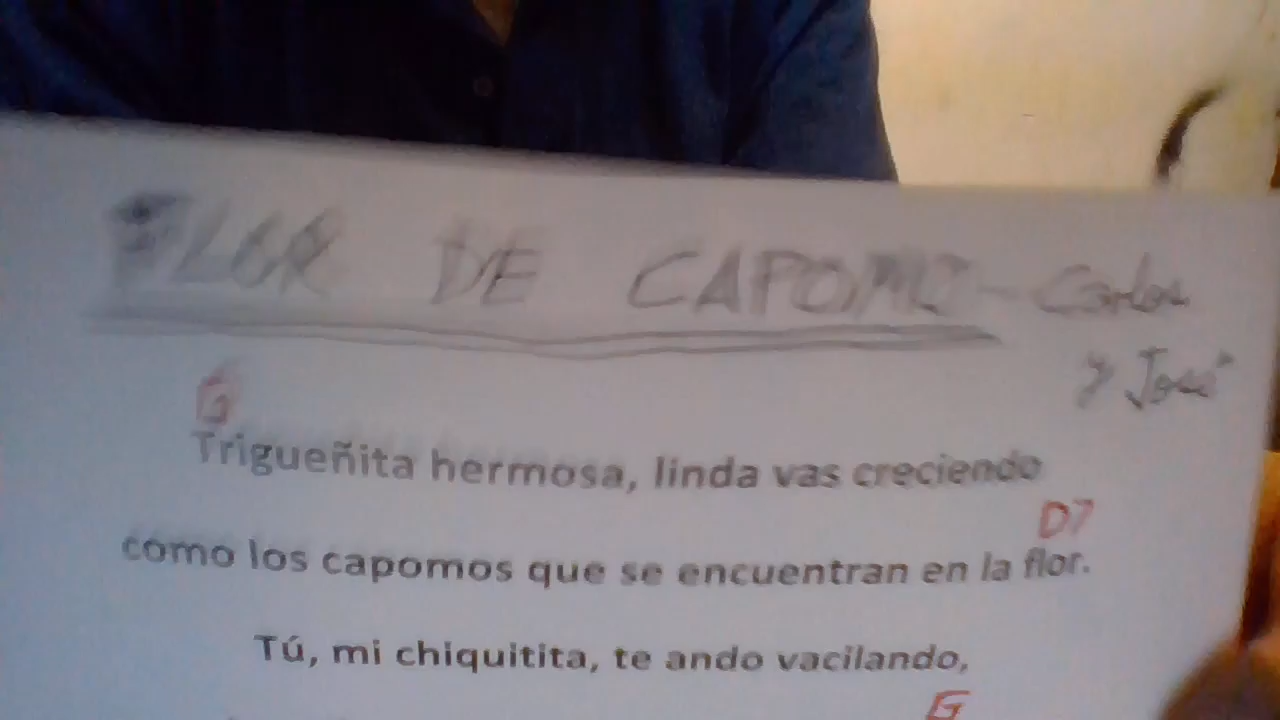 FLOR DE CAPOMO - Carlos
y José
G
Trigueñita hermosa, linda vas creciendo
D7
como los capomos que se encuentran en la flor.
Tú, mi chiquitita, te ando vacilando,
G